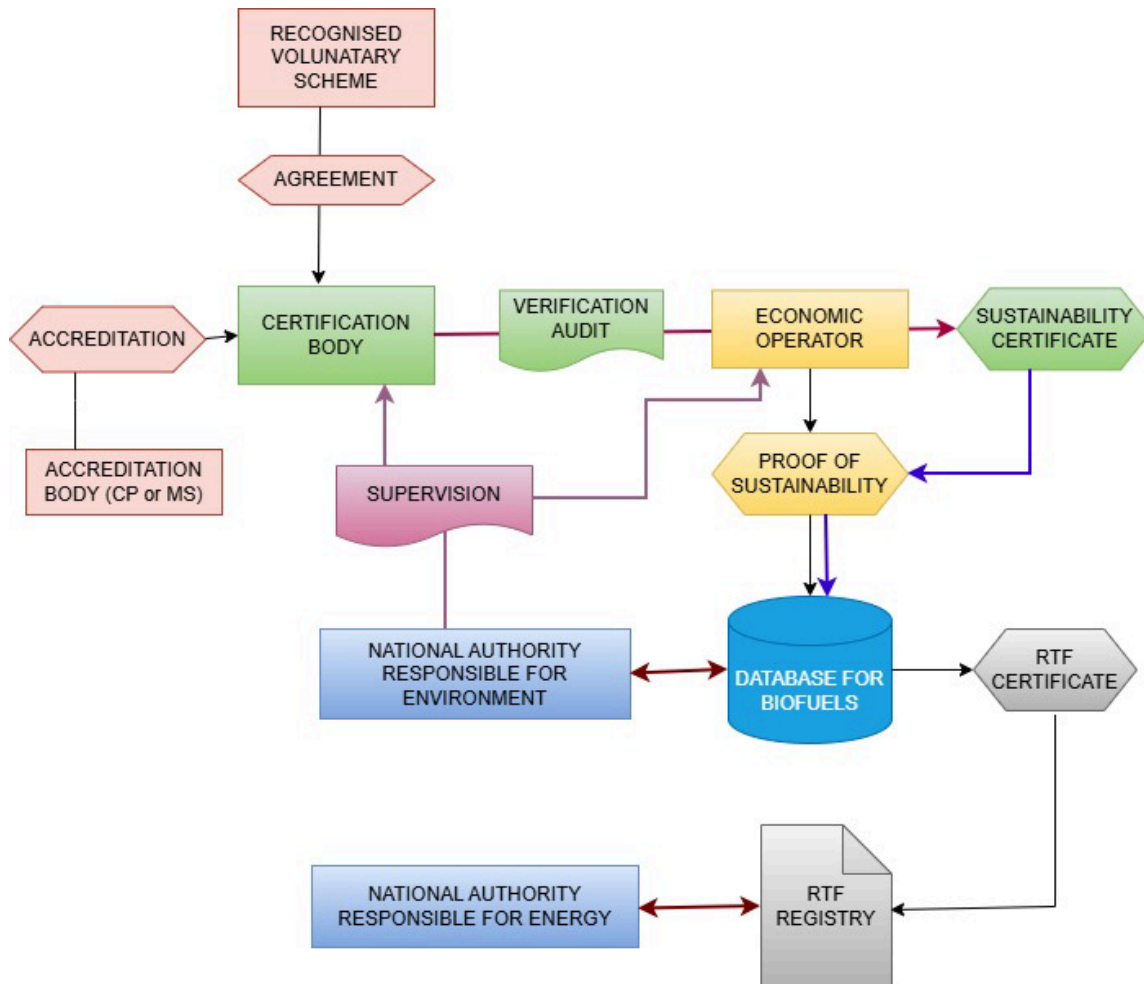 RECOGNISED
VOLUNATARY
SCHEME
AGREEMENT
ACCREDITATION
CERTIFICATION
BODY
VERIFICATION
AUDIT
ECONOMIC
OPERATOR
SUSTAINABILITY
CERTIFICATE
ACCREDITATION
BODY (CP or MS)
SUPERVISION
PROOF OF
SUSTAINABILITY
NATIONAL AUTHORITY
RESPONSIBLE FOR
ENVIRONMENT
DATABASE FOR
BIOFUELS
RTF
CERTIFICATE
NATIONAL AUTHORITY
RESPONSIBLE FOR ENERGY
RTF
REGISTRY